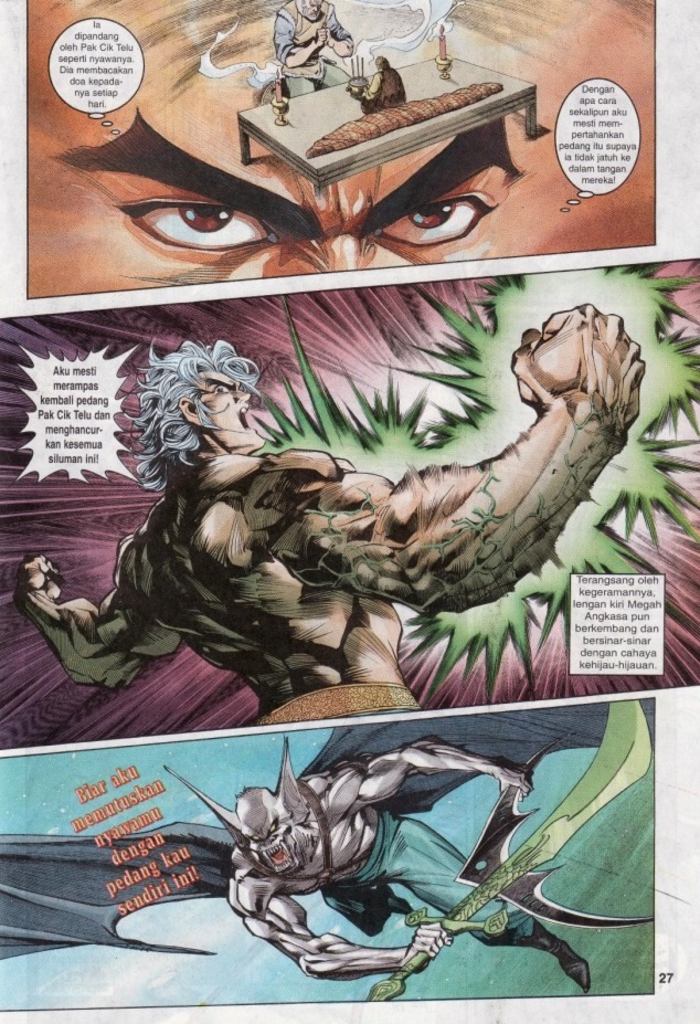 Ia
dipandang
oleh Pak Cik Telu
seperti nyawanya.
Dia membacakan
doa kepada-
nya setiap
hari.
Dengan
apa cara
sekalipun aku
mesti mem-
pertahankan
pedang itu supaya
ia tidak jatuh ke
dalam tangan
mereka!
Aku mesti
merampas
kembali pedang
Pak Cik Telu dan
menghancur-
kan kesemua
siluman ini!
Terangsang oleh
kegeramannya,
lengan kiri Megah
Angkasa pun
berkembang dan
bersinar-sinar
dengan cahaya
kehijau-hijauan.
Biar aku
memutuskan
nyawamu
dengan
pedang kau
sendiri ini!
27